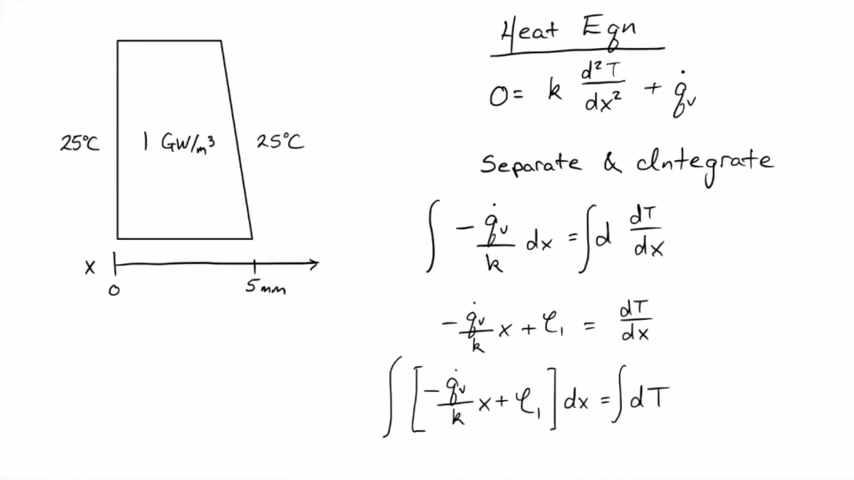 Heat Eqn
0 = k d²T/dx² + q̇ᵥ
25°C 1 GW/m³ 25°C
Separate & Integrate
∫ -q̇ᵥ/k dx = ∫ d dT/dx
x 0 5mm
-q̇ᵥ/k x + C₁ = dT/dx
∫ [-q̇ᵥ/k x + C₁] dx = ∫ dT